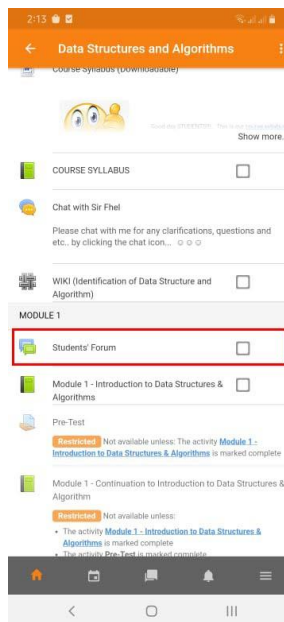 2:13
Data Structures and Algorithms
Course Syllabus (Downloadable)
Show more.
COURSE SYLLABUS
Chat with Sir Fhel
Please chat with me for any clarifications, questions and
etc.. by clicking the chat icon... ☺ ☺ ☺
WIKI (Identification of Data Structure and
Algorithm)
MODULE 1
Students' Forum
Module 1 - Introduction to Data Structures &
Algorithms
Pre-Test
Restricted Not available unless: The activity Module 1 -
Introduction to Data Structures & Algorithms is marked complete
Module 1 - Continuation to Introduction to Data Structures &
Algorithm
Restricted Not available unless:
• The activity Module 1 - Introduction to Data Structures &
Algorithms is marked complete
• The activity Pre-Test is marked complete